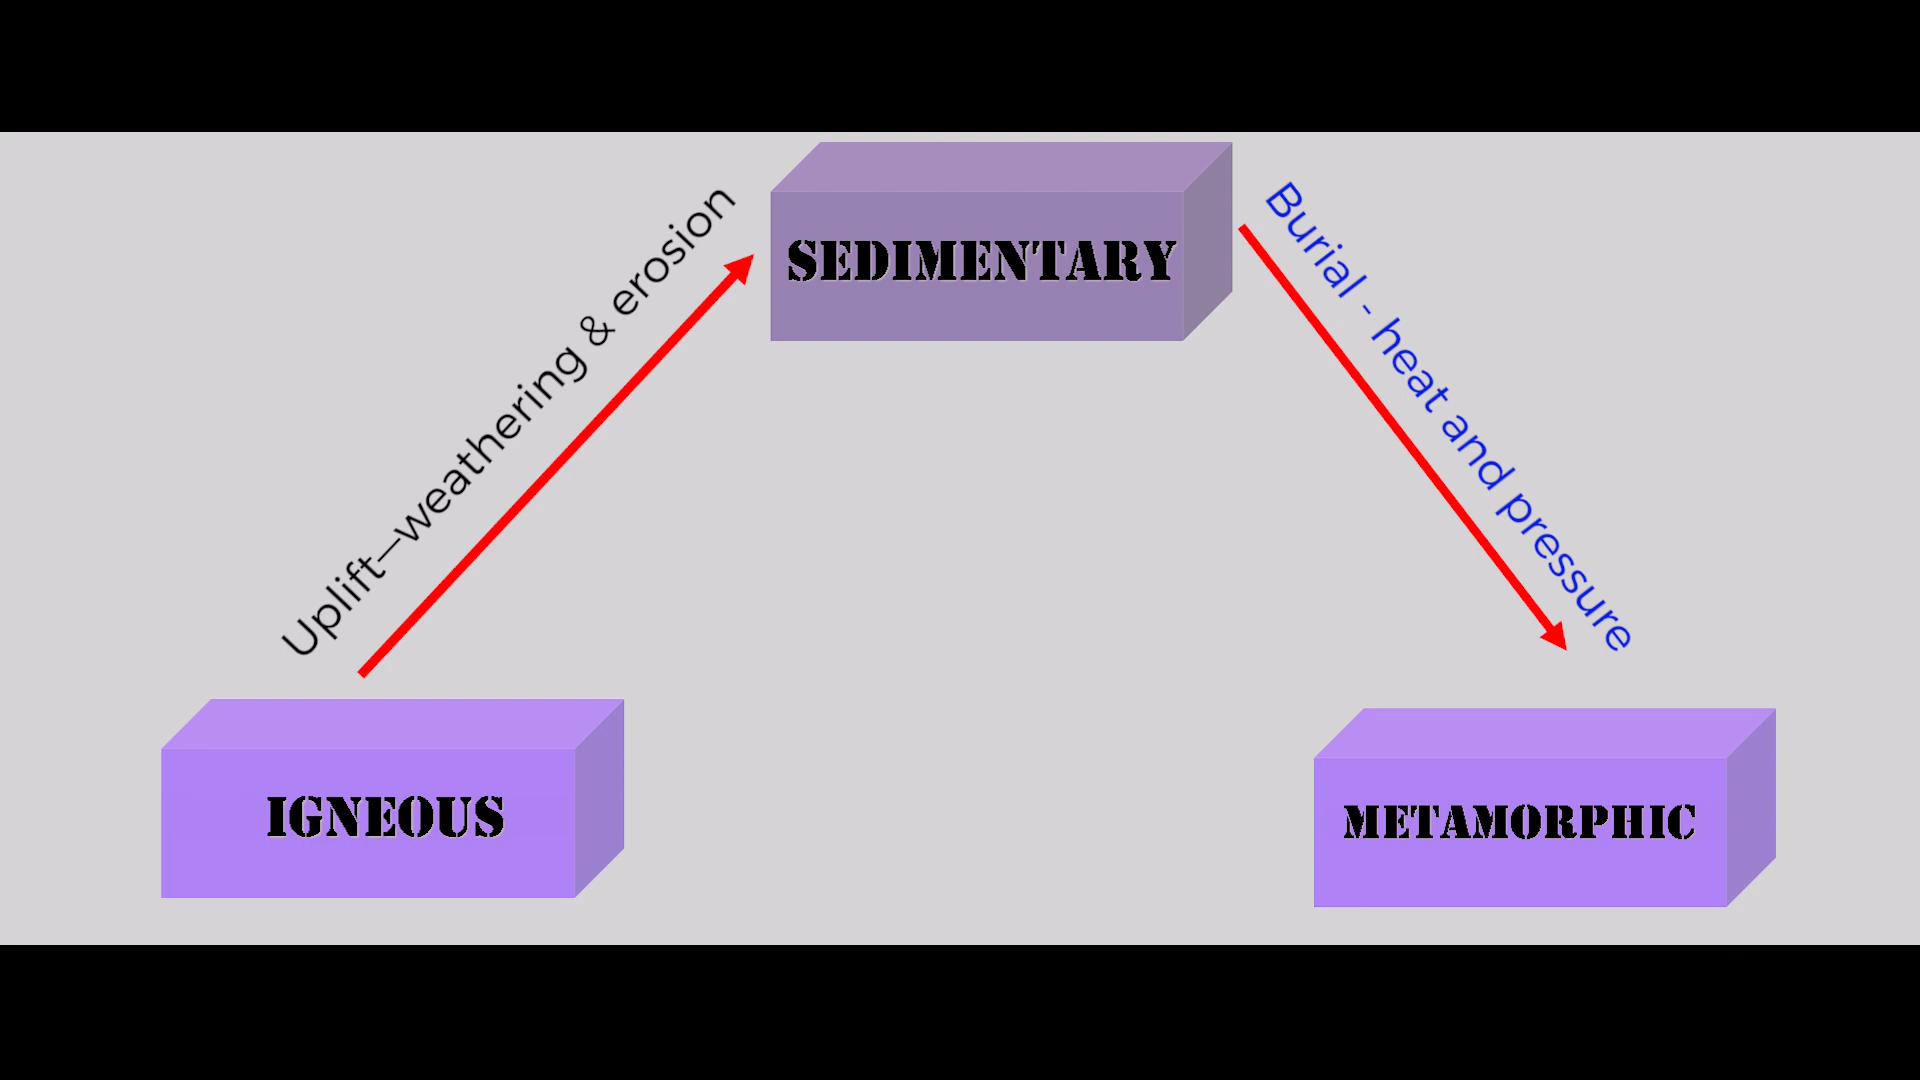 SEDIMENTARY
Uplift—weathering & erosion
Burial - heat and pressure
IGNEOUS
METAMORPHIC